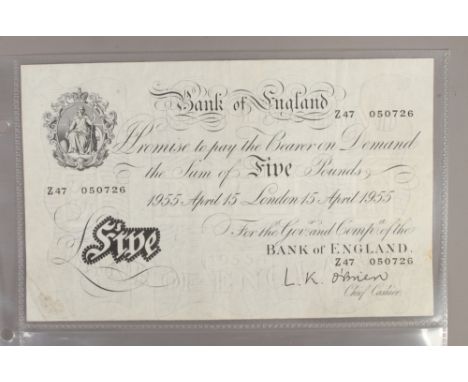 Bank of England
Z47 050726
I Promise to pay the Bearer on Demand
the Sum of Five Pounds
Z47 050726
1955 April 15 London 15 April 1955
For the Govr. and Compa. of the
BANK of ENGLAND.
Z47 050726
£Five
L. K. O'Brien
Chief Cashier